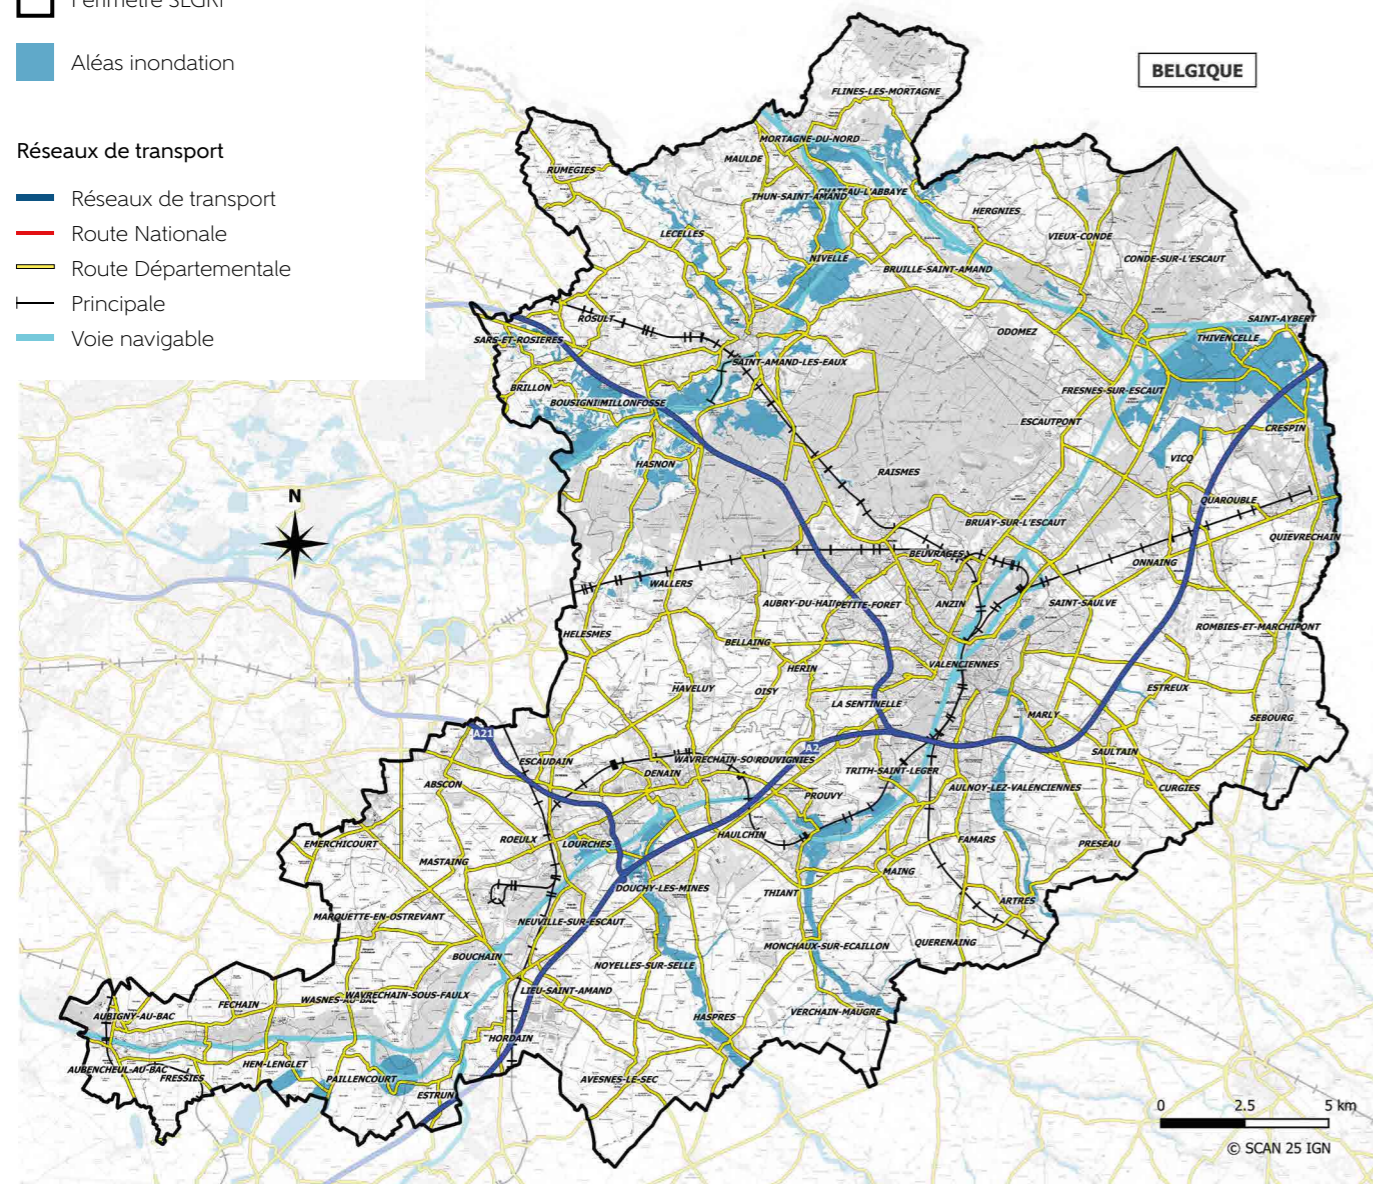 Périmètre SLGRI
Aléas inondation
Réseaux de transport
Réseaux de transport
Route Nationale
Route Départementale
Principale
Voie navigable
BELGIQUE
FLINES-LES-MORTAGNE
MORTAGNE-DU-NORD
MAULDE
RUMEGIES
CHATEAU-L'ABBAYE
THUN-SAINT-AMAND
HERGNIES
LECELLES
VIEUX-CONDE
NIVELLE
CONDE-SUR-L'ESCAUT
BRUILLE-SAINT-AMAND
ROSULT
SAINT-AYBERT
ODOMEZ
SARS-ET-ROSIERES
THIVENCELLE
SAINT-AMAND-LES-EAUX
BRILLON
FRESNES-SUR-ESCAUT
BOUSIGNI
MILLONFOSSE
ESCAUTPONT
CRESPIN
HASNON
VICQ
RAISMES
N
QUAROUBLE
BRUAY-SUR-L'ESCAUT
QUIEVRECHAIN
BEUVRAGES
ONNAING
WALLERS
AUBRY-DU-HAI
PETITE-FORET
ANZIN
SAINT-SAULVE
ROMBIES-ET-MARCHIPONT
HELESMES
BELLAING
VALENCIENNES
HERIN
HAVELUY
OISY
ESTREUX
LA SENTINELLE
MARLY
SEBOURG
A21
A2
SAULTAIN
ESCAUDAIN
WAVRECHAIN-SO
ROUVIGNIES
DENAIN
TRITH-SAINT-LEGER
ABSCON
AULNOY-LEZ-VALENCIENNES
CURGIES
PROUVY
HAULCHIN
ROEULX
FAMARS
EMERCHICOURT
LOURCHES
PRESEAU
MASTAING
MAING
DOUCHY-LES-MINES
THIANT
ARTRES
MARQUETTE-EN-OSTREVANT
NEUVILLE-SUR-ESCAUT
QUERENAING
MONCHAUX-SUR-ECAILLON
BOUCHAIN
NOYELLES-SUR-SELLE
LIEU-SAINT-AMAND
WAVRECHAIN-SOUS-FAULX
WASNES-AU-BAC
FECHAIN
VERCHAIN-MAUGRE
AUBIGNY-AU-BAC
HASPRES
HORDAIN
HEM-LENGLET
AUBENCHEUL-AU-BAC
FRESSIES
PAILLENCOURT
AVESNES-LE-SEC
ESTRUN
0 2.5 5 km
© SCAN 25 IGN